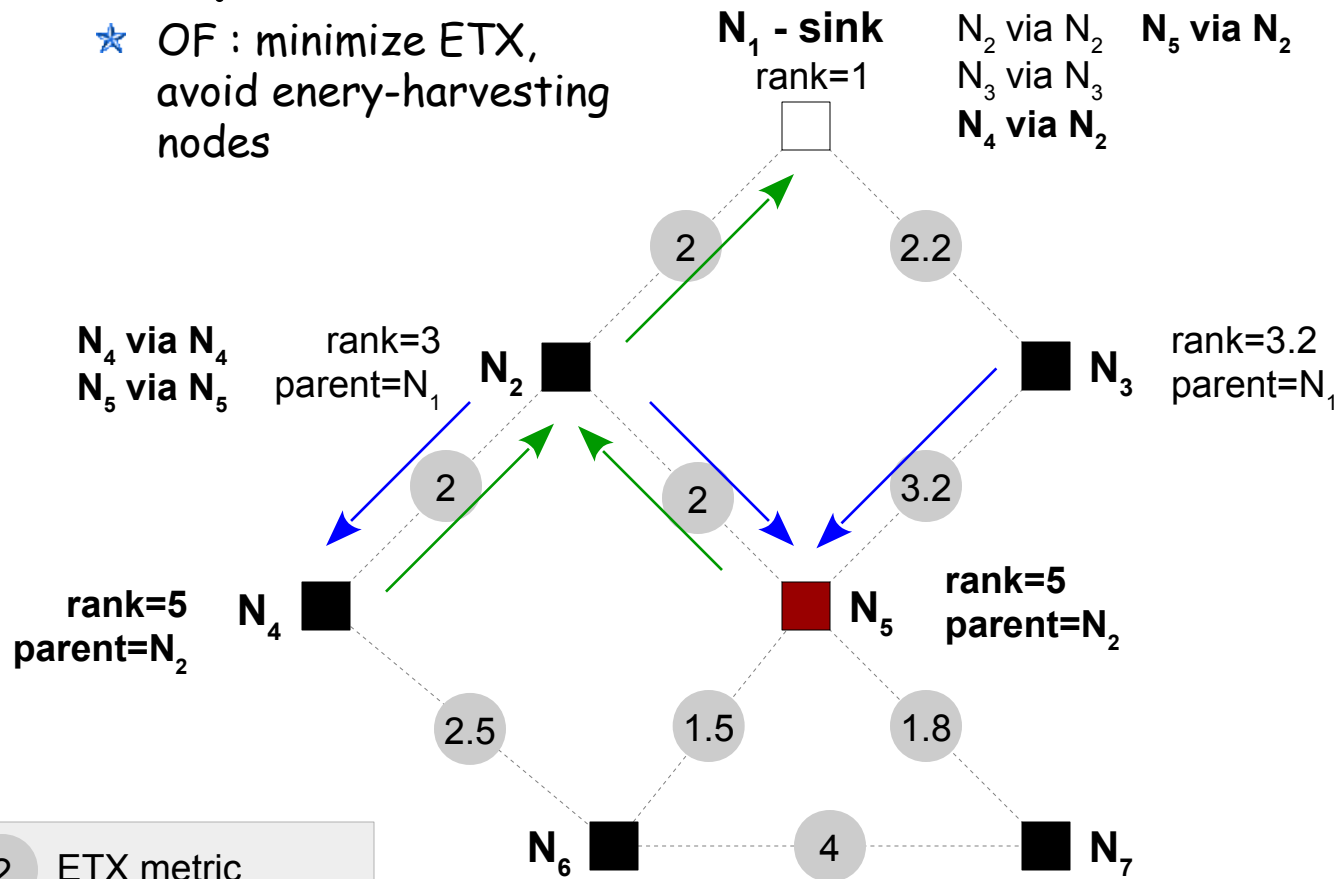 OF : minimize ETX,
avoid enery-harvesting
nodes
N₁ - sink
rank=1
N₂ via N₂ N₅ via N₂
N₃ via N₃
N₄ via N₂
2
2.2
N₄ via N₄
N₅ via N₅
rank=3
parent=N₁
N₂
N₃
rank=3.2
parent=N₁
2
2
3.2
rank=5
parent=N₂
N₄
N₅
rank=5
parent=N₂
2.5
1.5
1.8
N₆
4
N₇
2 ETX metric